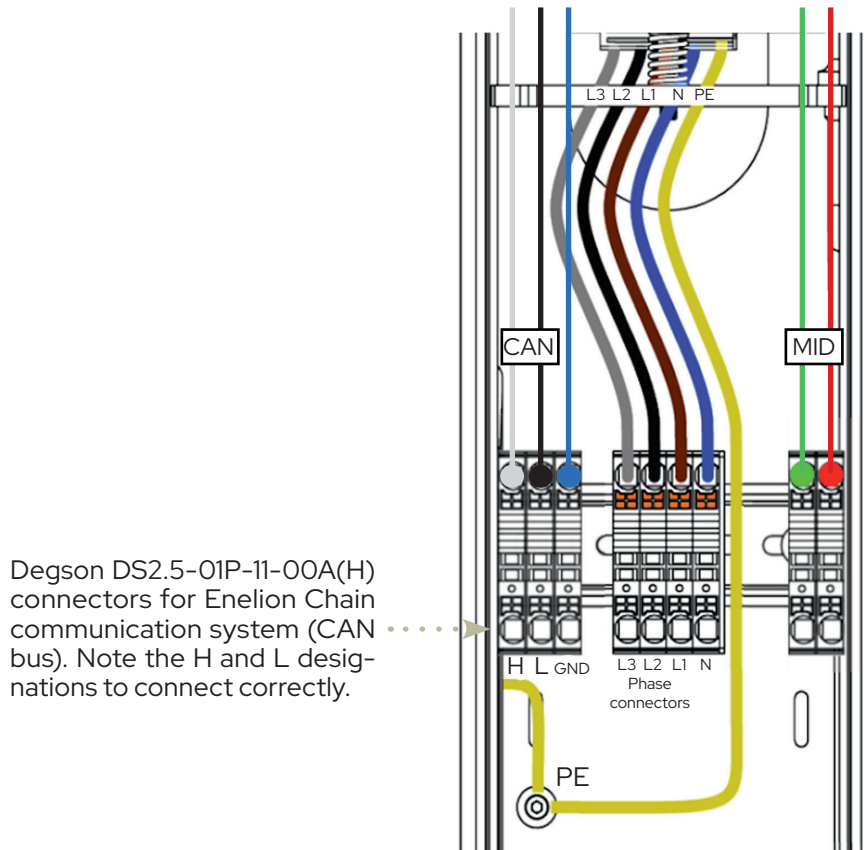 L3 L2 L1 N PE
CAN
MID
Degson DS2.5-01P-11-00A(H)
connectors for Enelion Chain
communication system (CAN
bus). Note the H and L desig-
nations to connect correctly.
H L GND
L3 L2 L1 N
Phase
connectors
PE